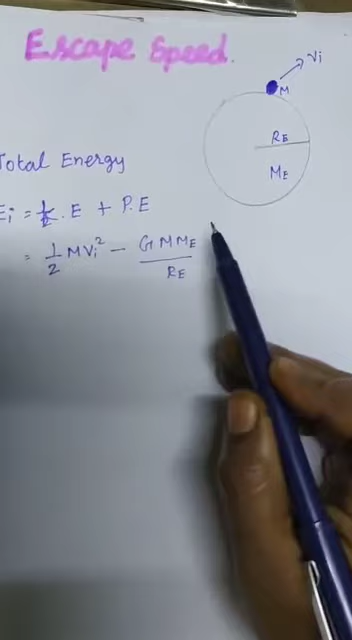 Escape Speed.
Vi
M
RE
ME
Total Energy
Ei = K.E + P.E
= 1/2 MVi² - GMME/RE